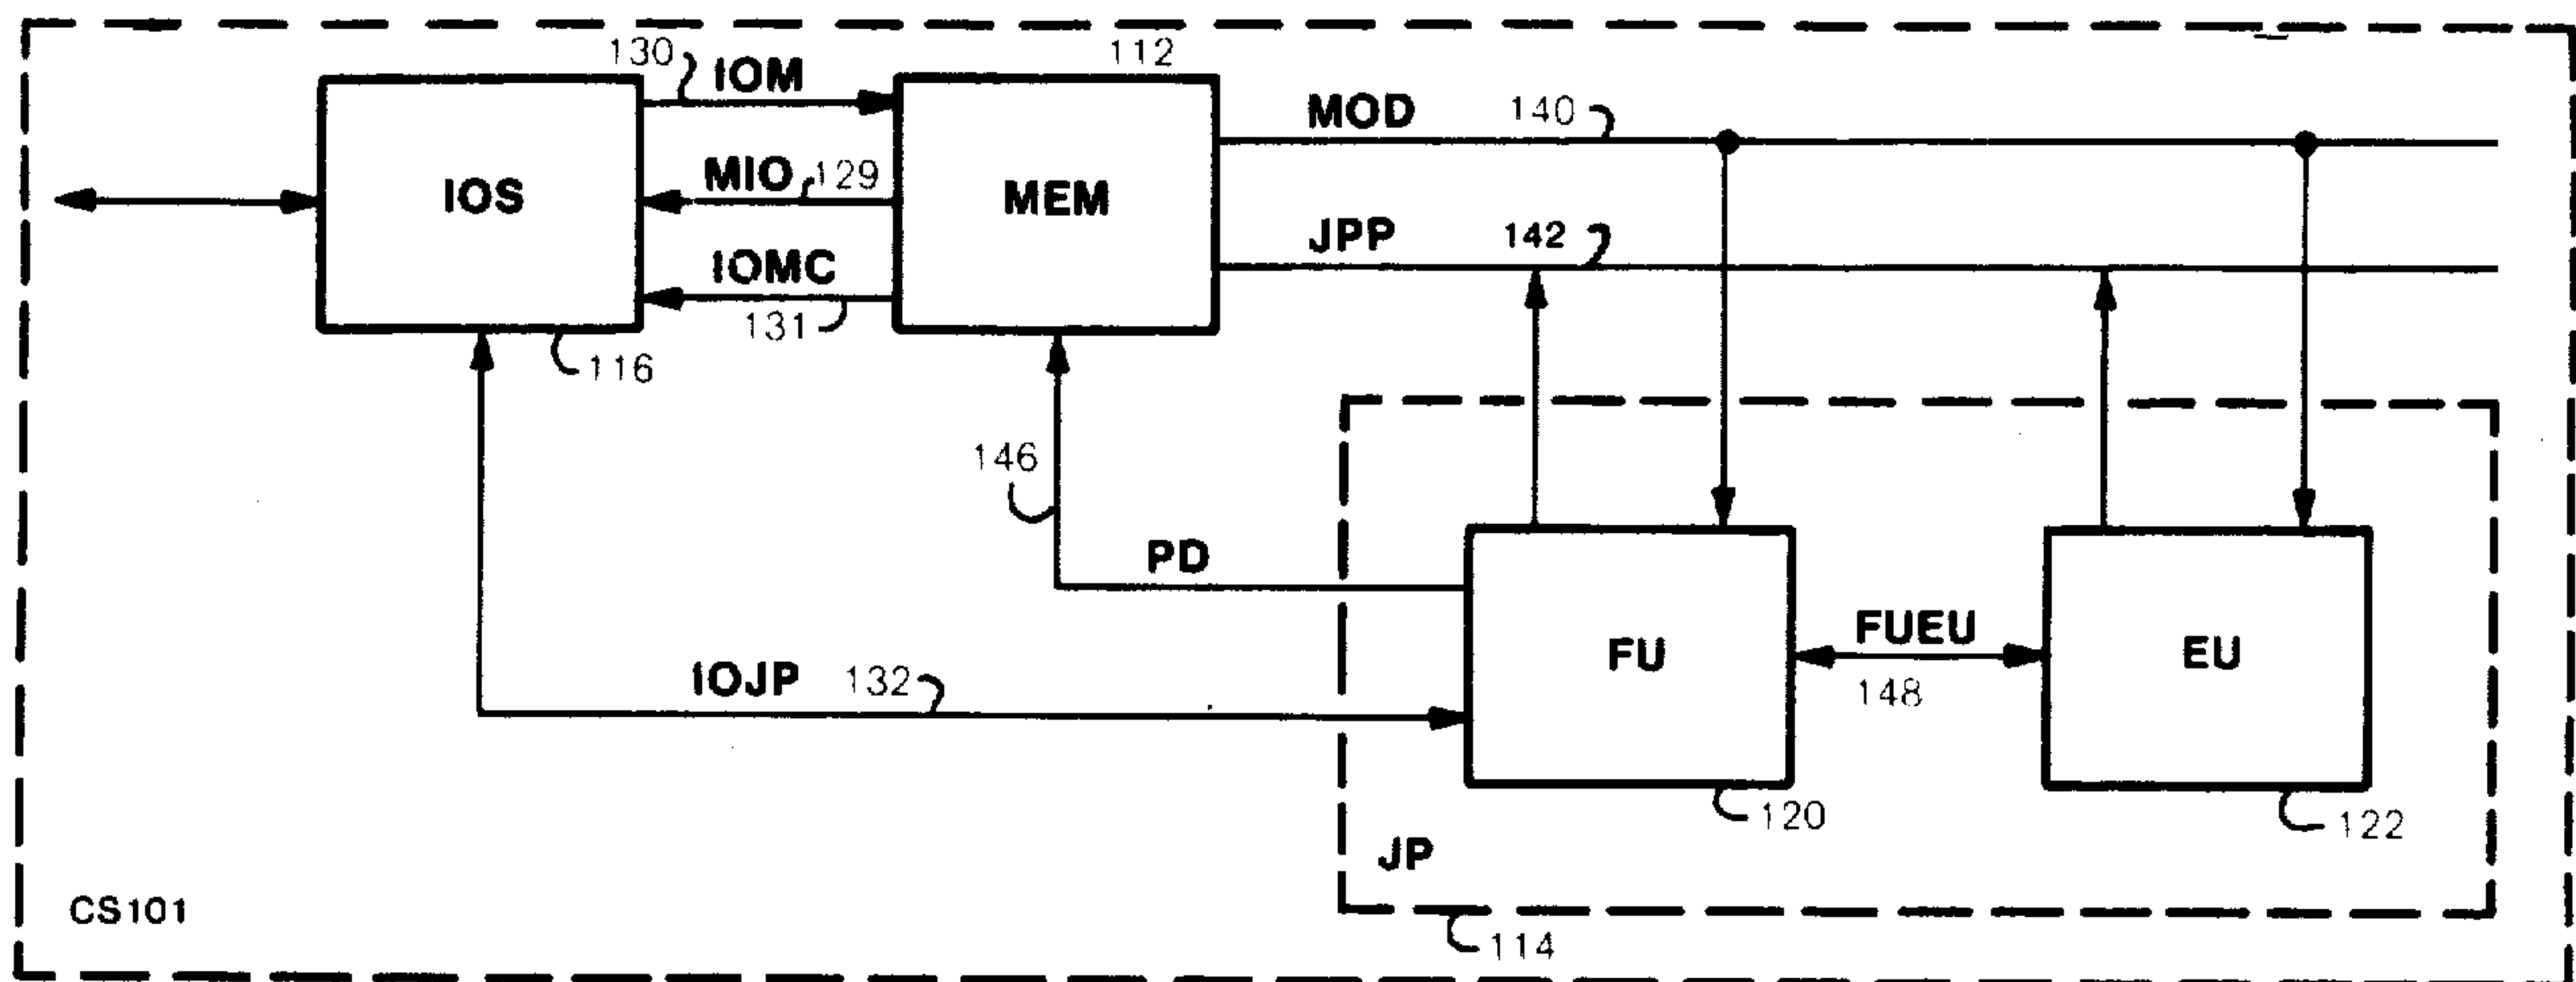 130
IOM
112
MOD
140
IOS
MIO
129
MEM
IOMC
131
JPP
142
116
146
PD
IOJP
132
FU
FUEU
148
EU
120
122
JP
CS101
114